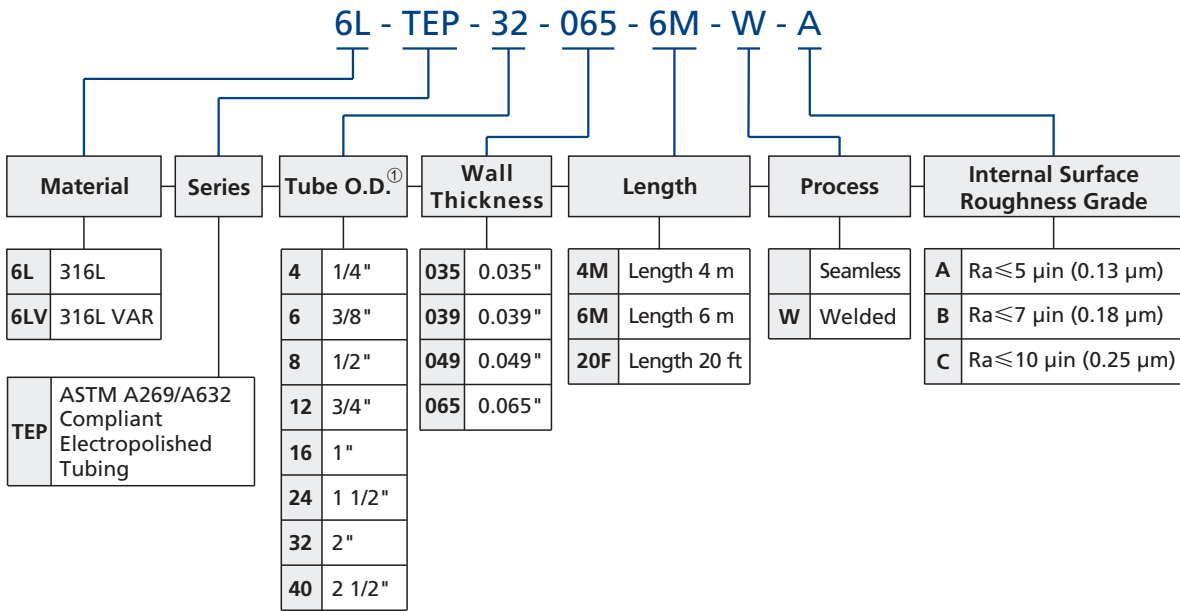 6L - TEP - 32 - 065 - 6M - W - A
Material
Series
Tube O.D.①
Wall
Thickness
Length
Process
Internal Surface
Roughness Grade
6L 316L
6LV 316L VAR
TEP ASTM A269/A632
Compliant
Electropolished
Tubing
4 1/4"
6 3/8"
8 1/2"
12 3/4"
16 1"
24 1 1/2"
32 2"
40 2 1/2"
035 0.035"
039 0.039"
049 0.049"
065 0.065"
4M Length 4 m
6M Length 6 m
20F Length 20 ft
Seamless
W Welded
A Ra≤5 μin (0.13 μm)
B Ra≤7 μin (0.18 μm)
C Ra≤10 μin (0.25 μm)